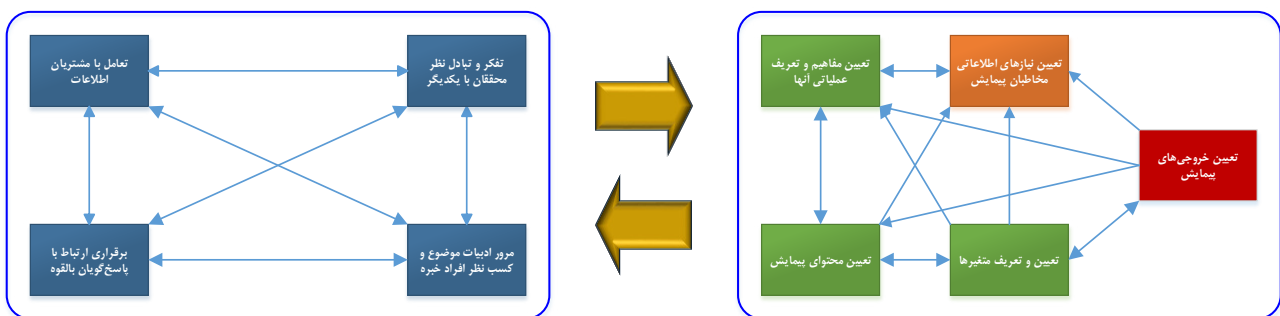 تعیین نیازهای اطلاعاتی
مخاطبان پیمایش
تعیین مفاهیم و تعریف
عملیاتی آنها
تعیین خروجی‌های
پیمایش
تعیین و تعریف متغیرها
تعیین محتوای پیمایش
تفکر و تبادل نظر
محققان با یکدیگر
تعامل با مشتریان
اطلاعات
مرور ادبیات موضوع و
کسب نظر افراد خبره
برقراری ارتباط با
پاسخ‌گویان بالقوه